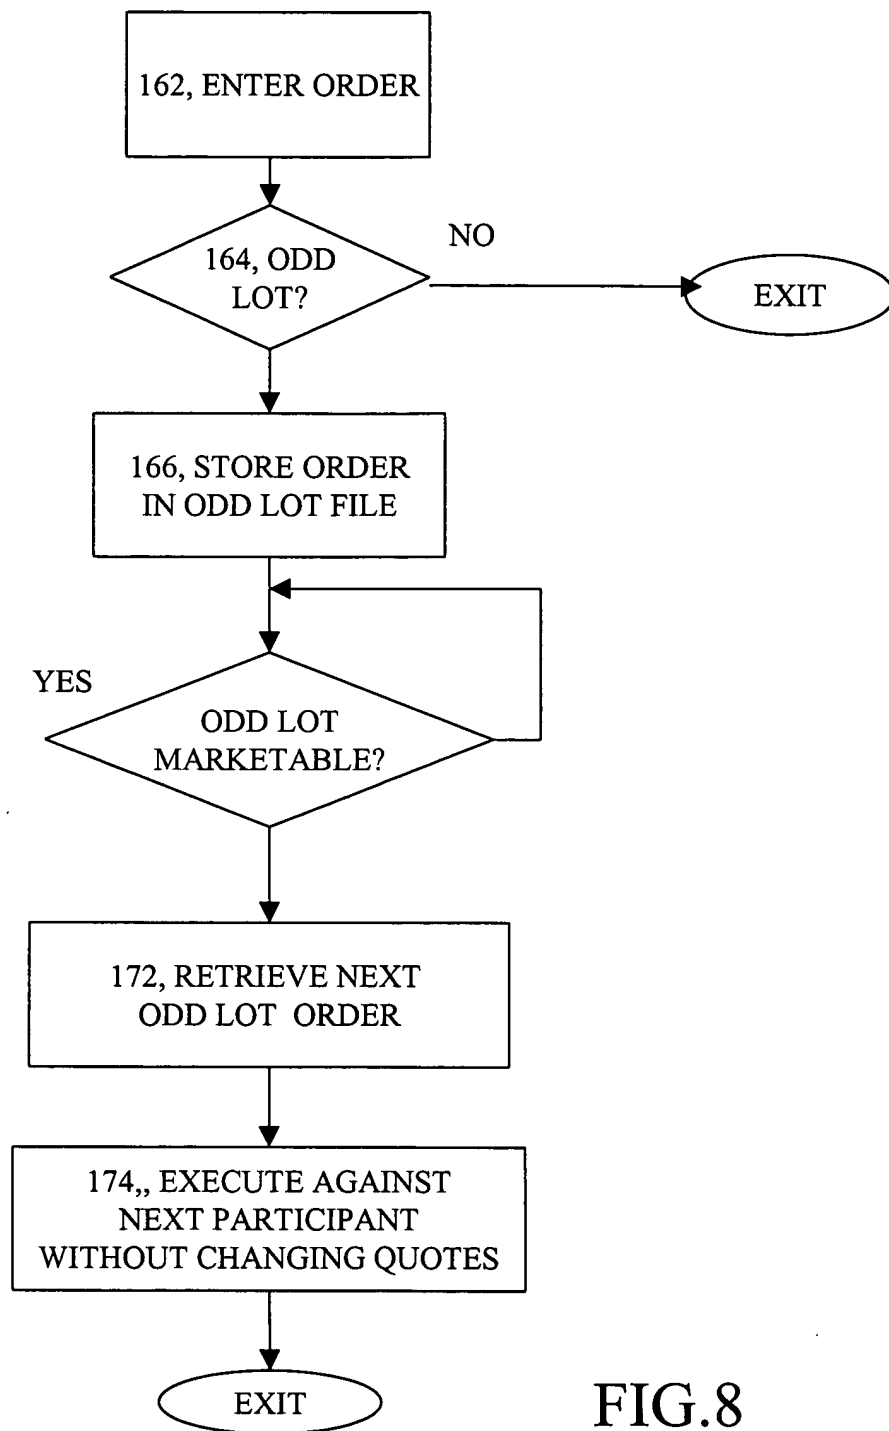 162, ENTER ORDER
164, ODD
LOT?
NO
EXIT
166, STORE ORDER
IN ODD LOT FILE
YES
ODD LOT
MARKETABLE?
172, RETRIEVE NEXT
ODD LOT ORDER
174,, EXECUTE AGAINST
NEXT PARTICIPANT
WITHOUT CHANGING QUOTES
EXIT
FIG.8